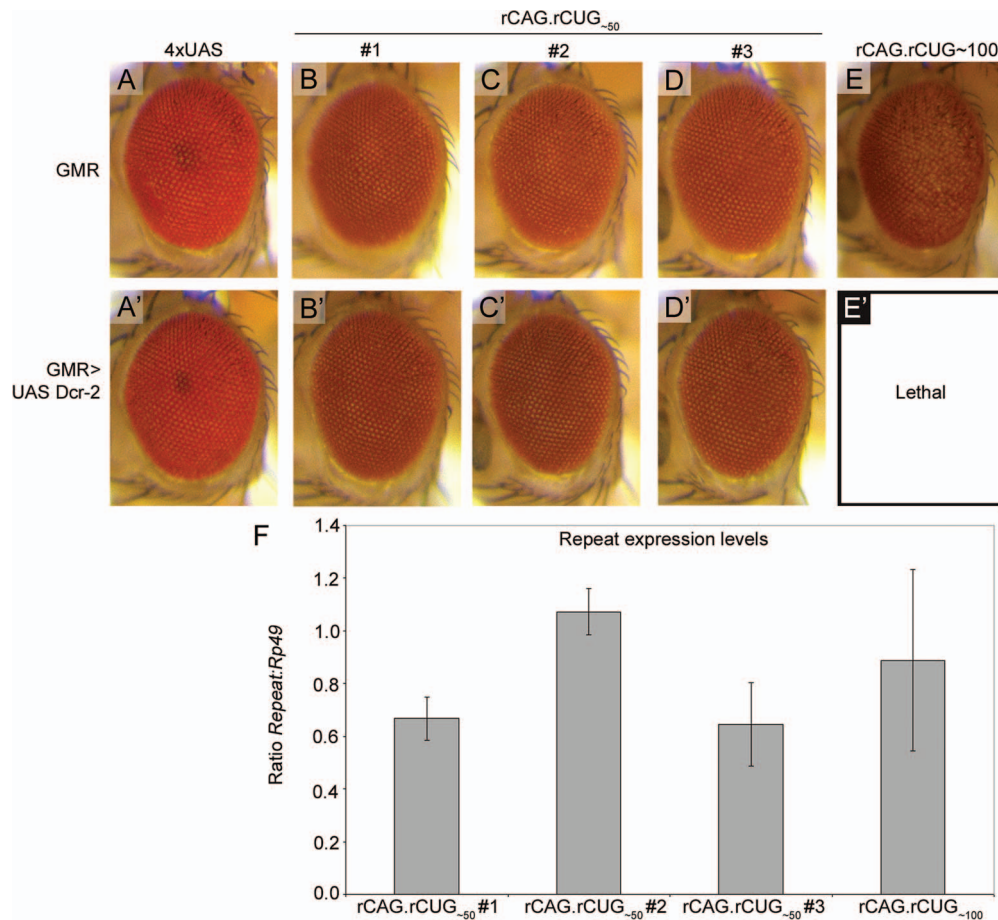 rCAG.rCUG~50
4xUAS #1 #2 #3 rCAG.rCUG~100
A B C D E
GMR
A' B' C' D' E'
GMR>
UAS Dcr-2
Lethal
F
Repeat expression levels
Ratio Repeat:Rp49
1.4
1.2
1.0
0.8
0.6
0.4
0.2
0.0
rCAG.rCUG~50 #1 rCAG.rCUG~50 #2 rCAG.rCUG~50 #3 rCAG.rCUG~100